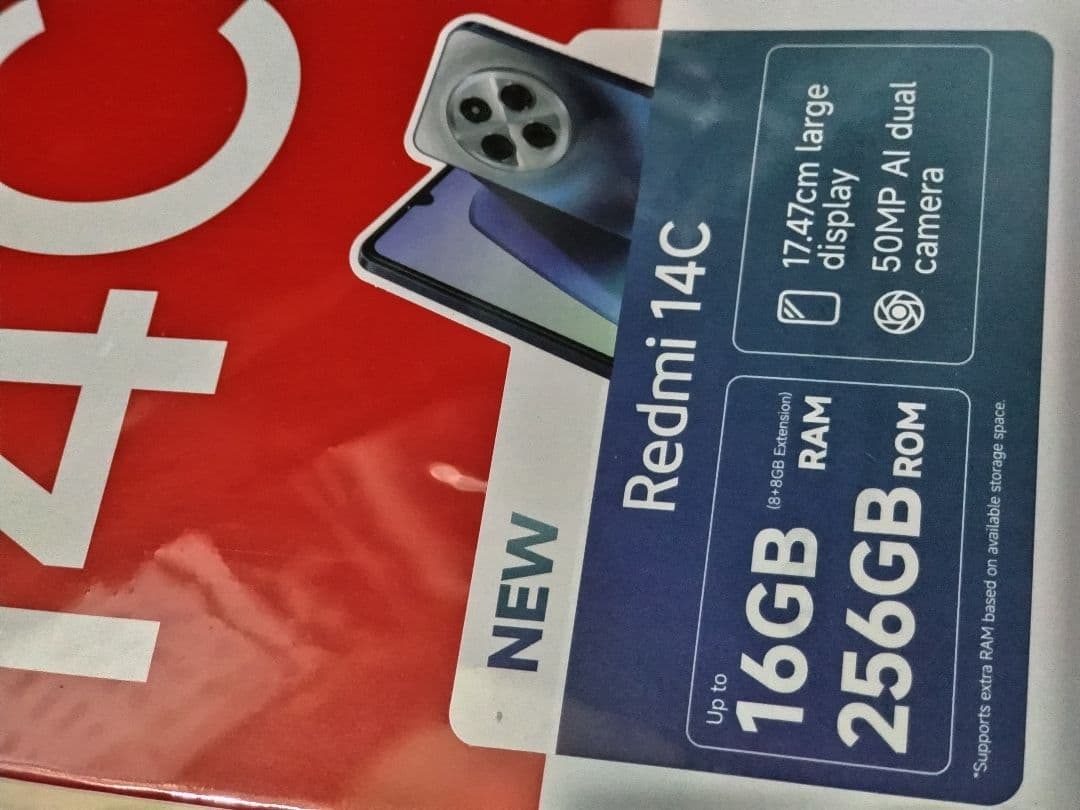 14C
NEW
Redmi 14C
Up to
16GB (8+8GB Extension)
RAM
256GB ROM
17.47cm large
display
50MP AI dual
camera
*Supports extra RAM based on available storage space.